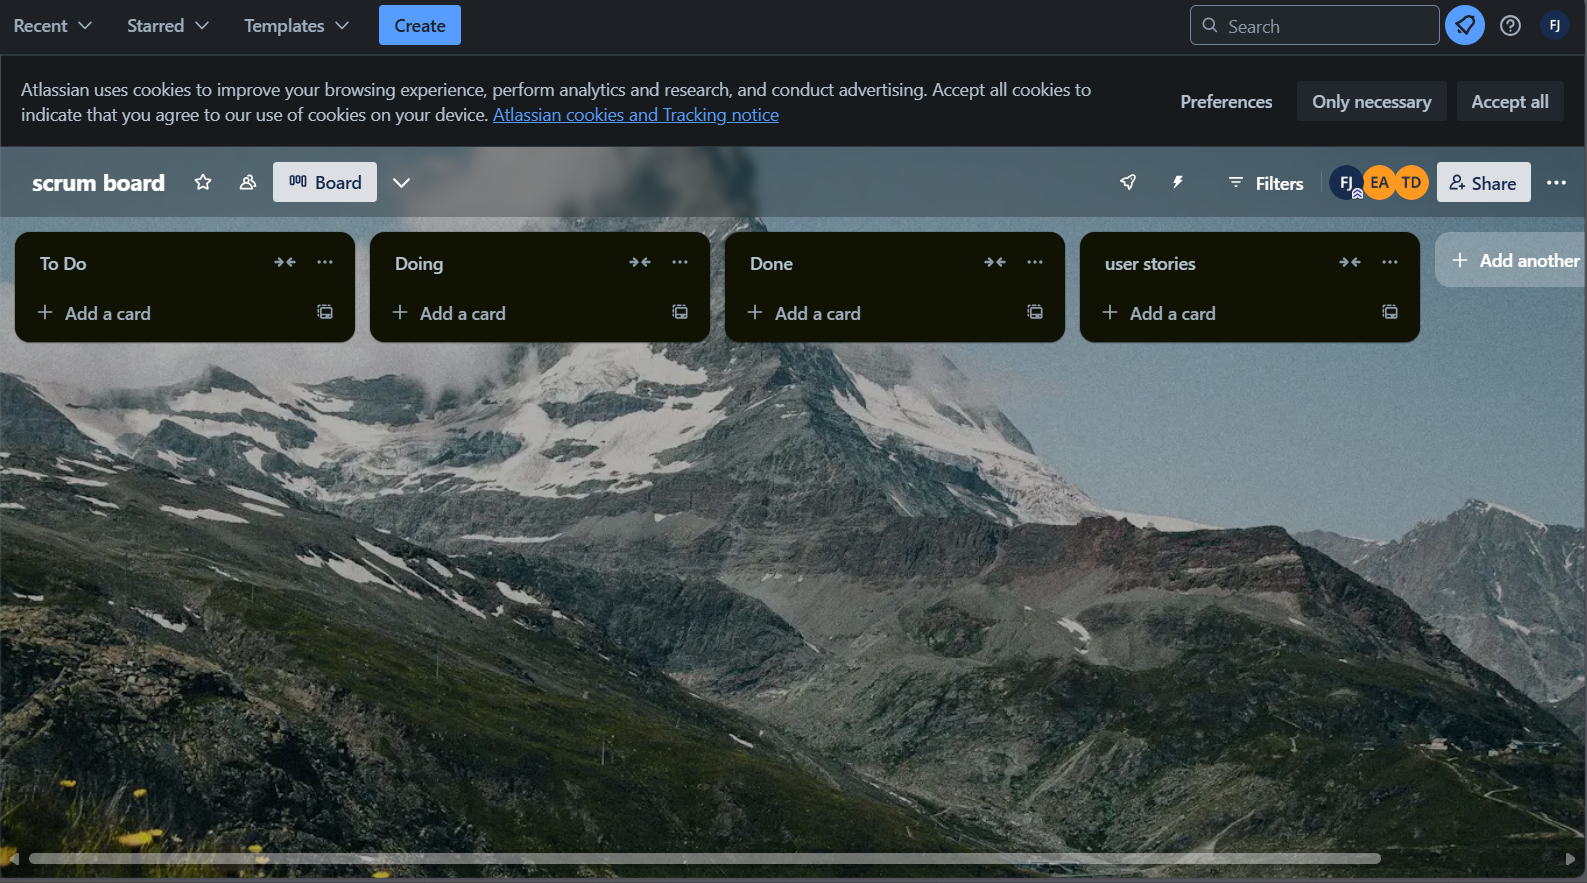 Recent Starred Templates Create Search FJ
Atlassian uses cookies to improve your browsing experience, perform analytics and research, and conduct advertising. Accept all cookies to
indicate that you agree to our use of cookies on your device. Atlassian cookies and Tracking notice
Preferences Only necessary Accept all
scrum board Board Filters FJ EA TD Share
To Do Doing Done user stories + Add another
+ Add a card + Add a card + Add a card + Add a card